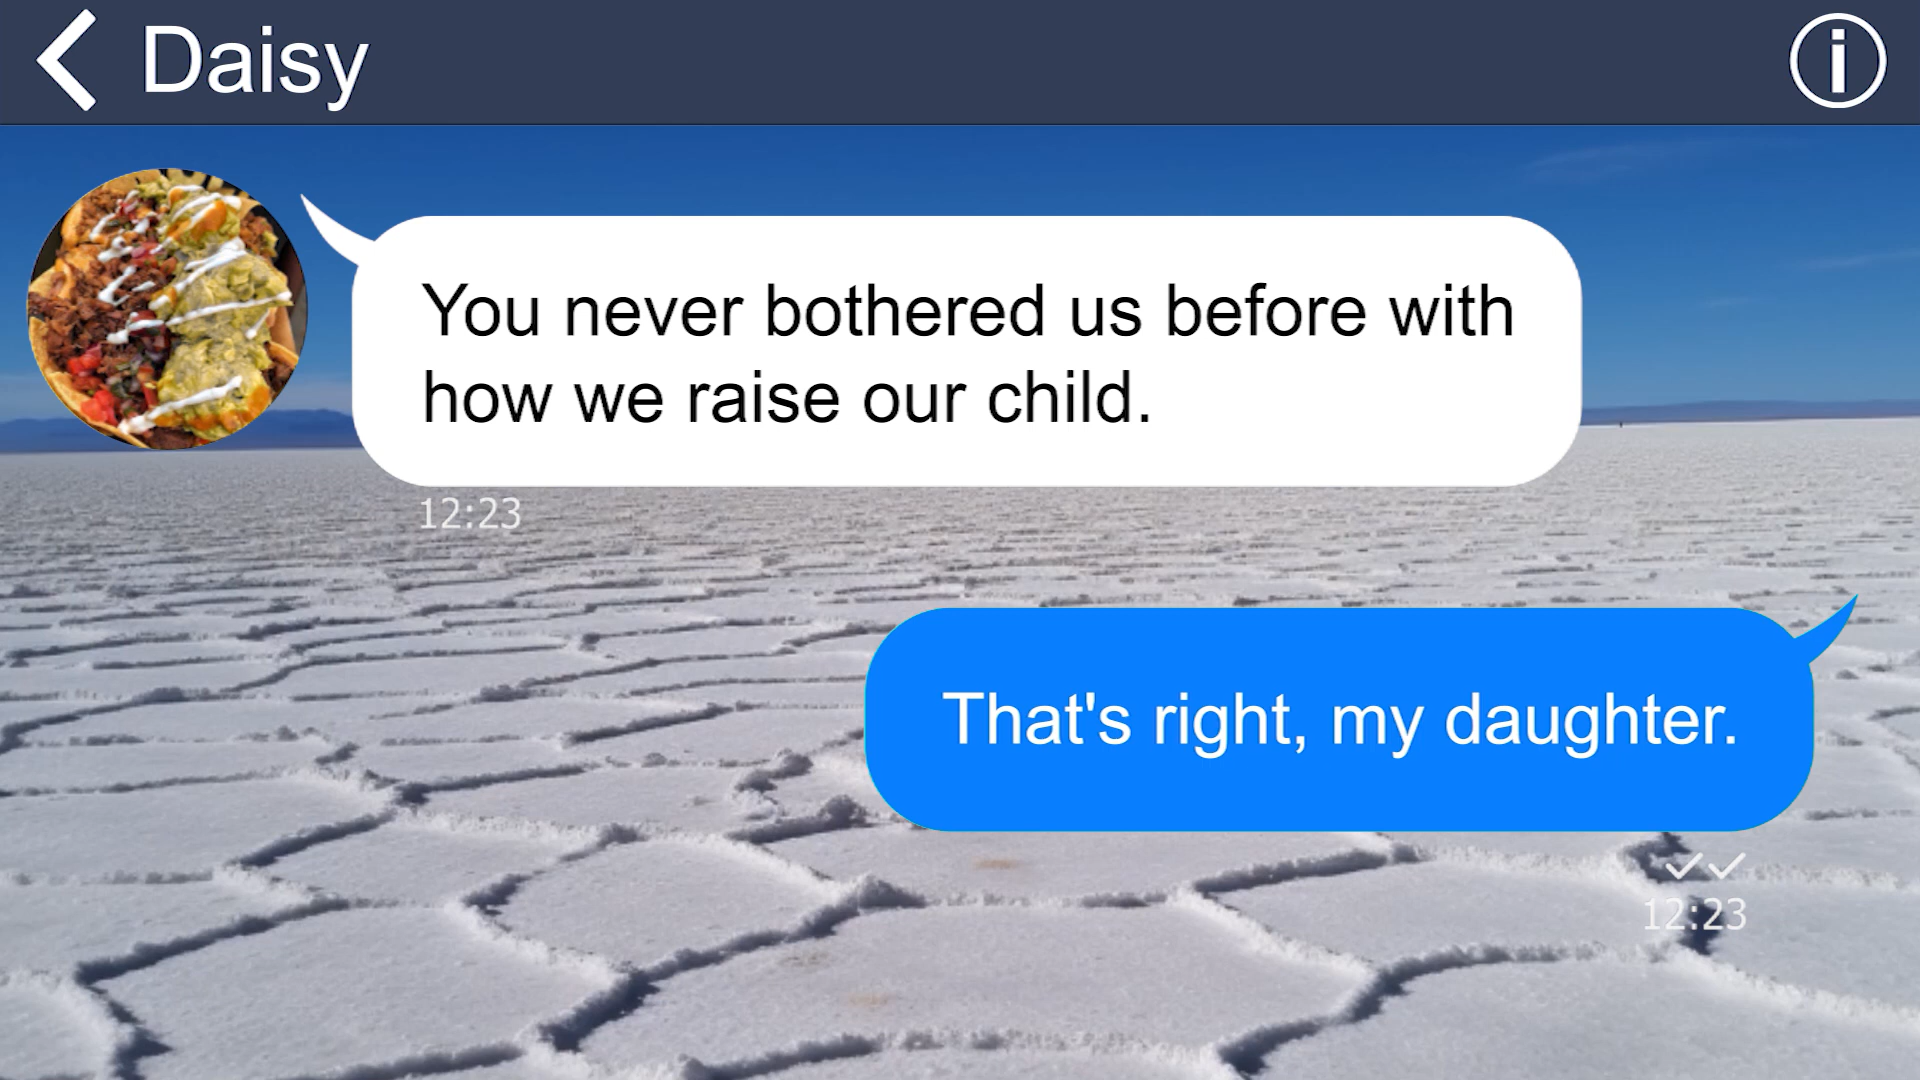 Daisy
You never bothered us before with
how we raise our child.
12:23
That's right, my daughter.
12:23